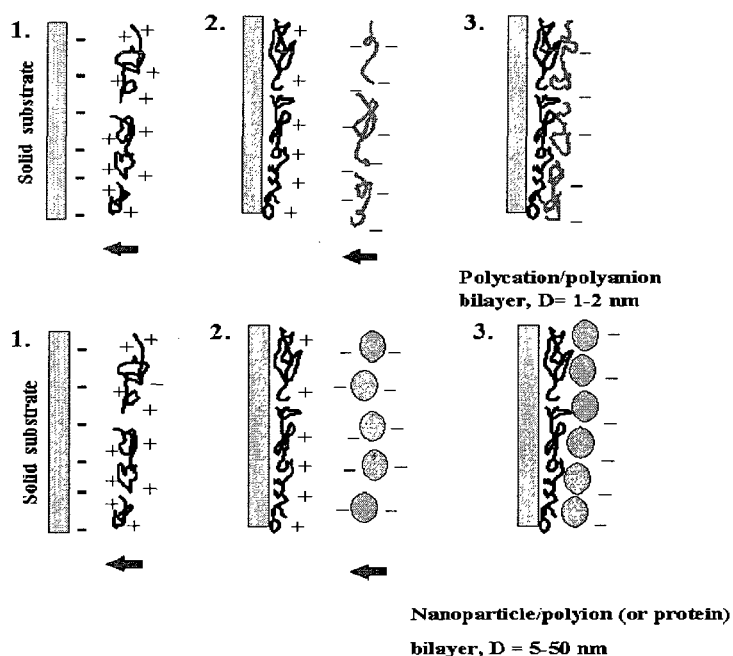 1.
2.
3.
Solid substrate
Polycation/polyanion
bilayer, D= 1-2 nm
1.
2.
3.
Solid substrate
Nanoparticle/polyion (or protein)
bilayer, D = 5-50 nm